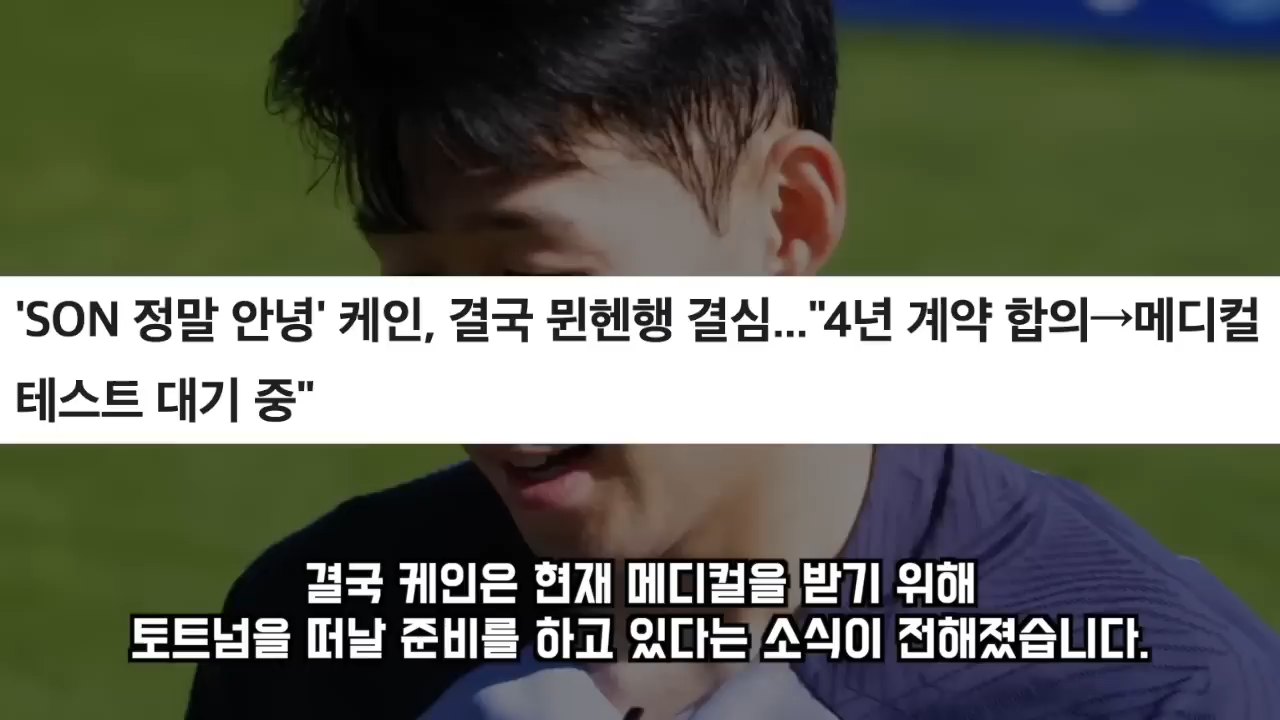 'SON 정말 안녕' 케인, 결국 뮌헨행 결심..."4년 계약 합의→메디컬
테스트 대기 중"
결국 케인은 현재 메디컬을 받기 위해
토트넘을 떠날 준비를 하고 있다는 소식이 전해졌습니다.